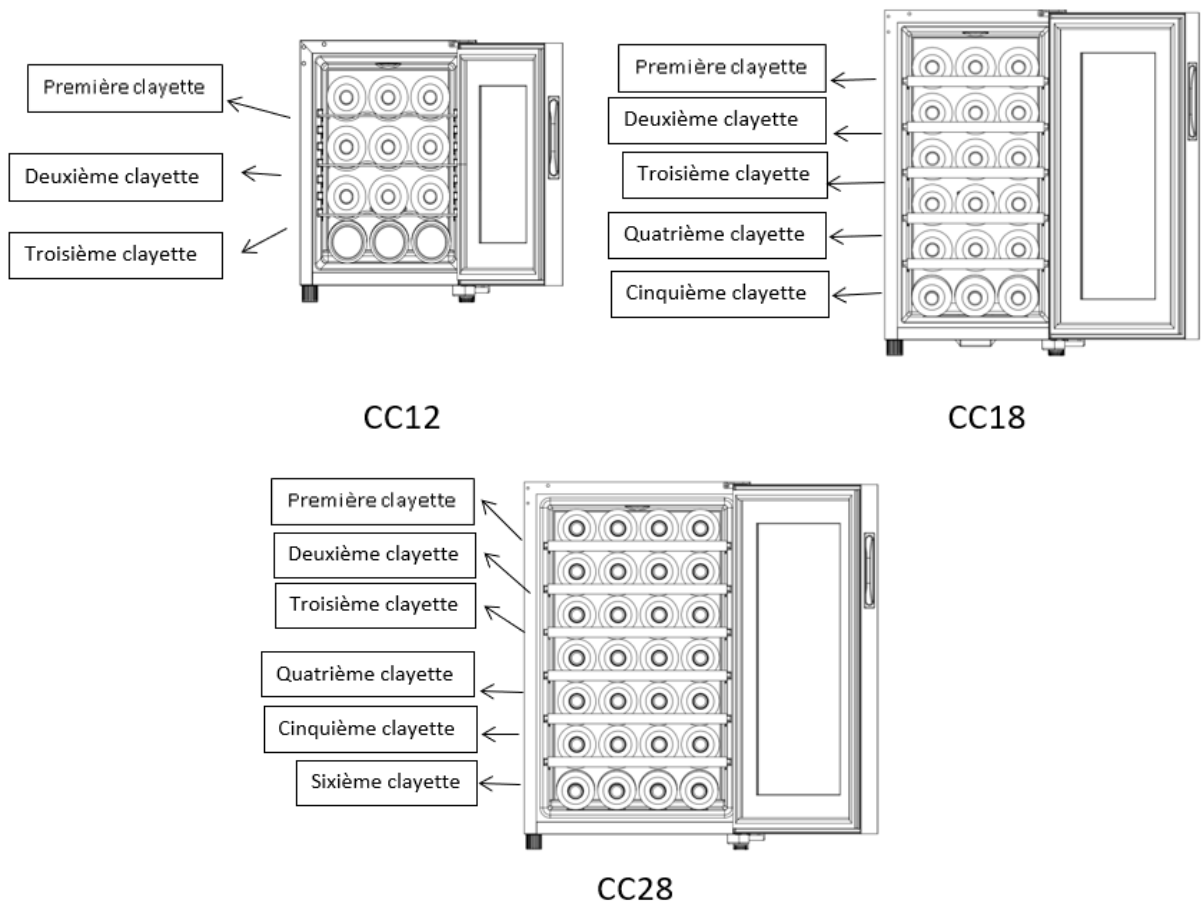 Première clayette
Deuxième clayette
Troisième clayette
CC12
Première clayette
Deuxième clayette
Troisième clayette
Quatrième clayette
Cinquième clayette
CC18
Première clayette
Deuxième clayette
Troisième clayette
Quatrième clayette
Cinquième clayette
Sixième clayette
CC28